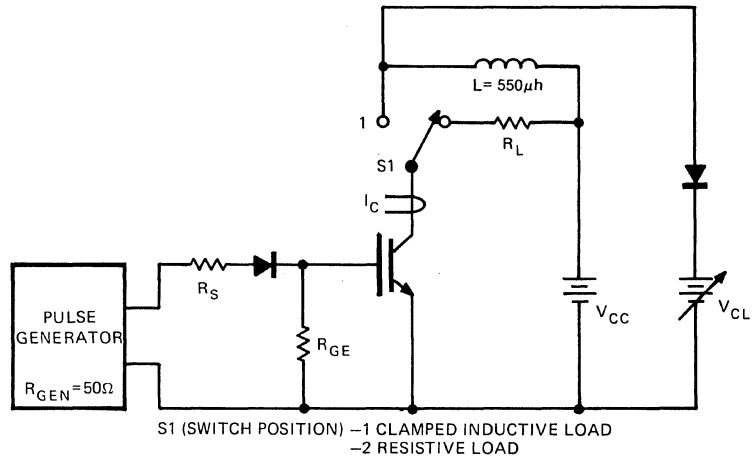 L = 550μh
1
R_L
S1
I_C
R_S
PULSE
GENERATOR
R_GEN = 50Ω
R_GE
V_CC
V_CL
S1 (SWITCH POSITION) –1 CLAMPED INDUCTIVE LOAD
–2 RESISTIVE LOAD